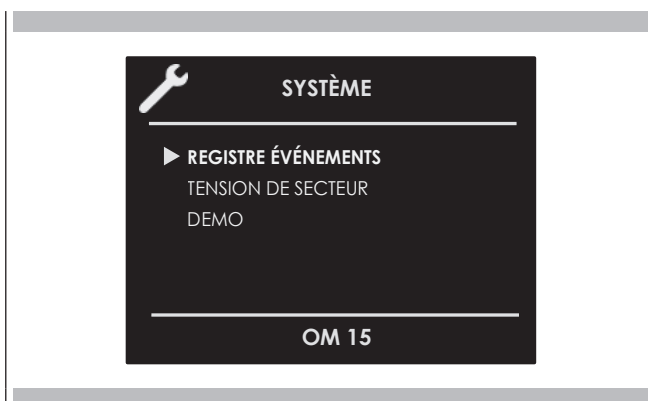 SYSTÈME
REGISTRE ÉVÉNEMENTS
TENSION DE SECTEUR
DEMO
OM 15